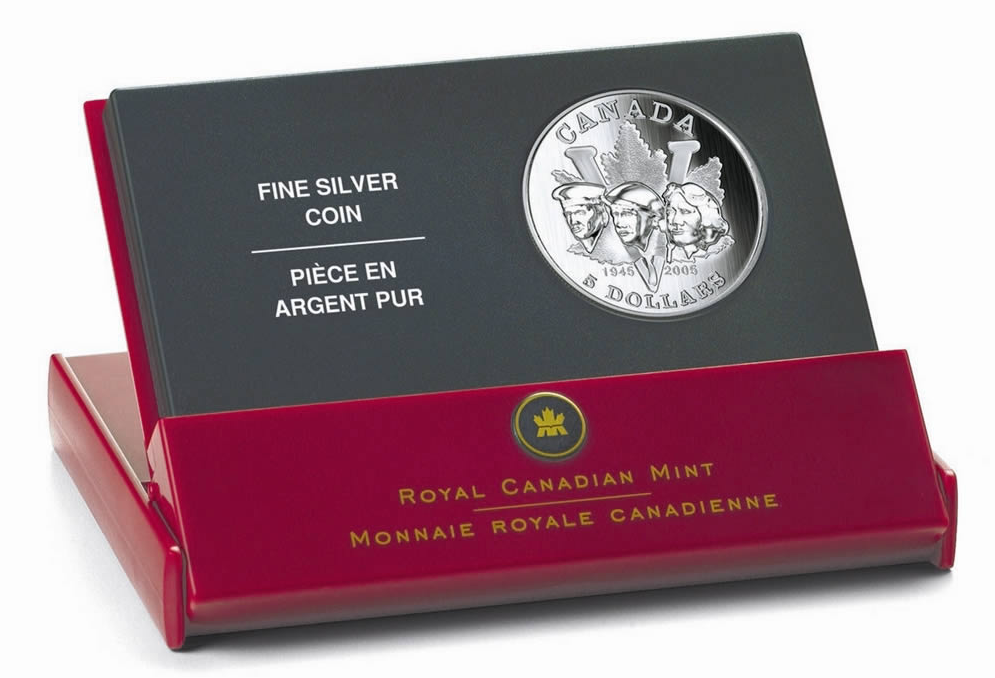 FINE SILVER
COIN
PIÈCE EN
ARGENT PUR
CANADA
1945 2005
5 DOLLARS
ROYAL CANADIAN MINT
MONNAIE ROYALE CANADIENNE